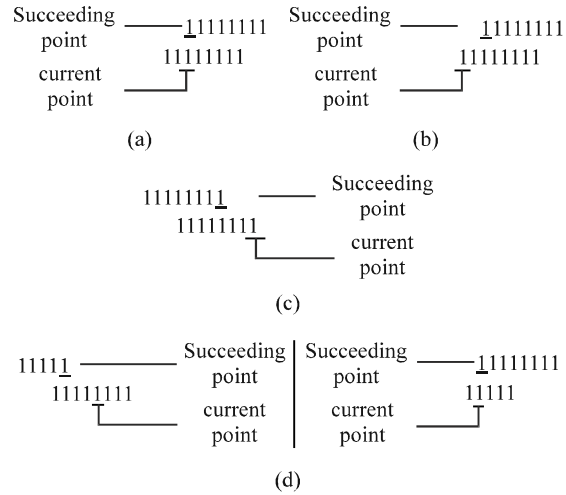 Succeeding point 11111111
11111111
current point
(a)
Succeeding point 11111111
11111111
current point
(b)
11111111 Succeeding point
11111111
current point
(c)
11111 Succeeding point
11111111
current point
Succeeding point 11111111
11111
current point
(d)